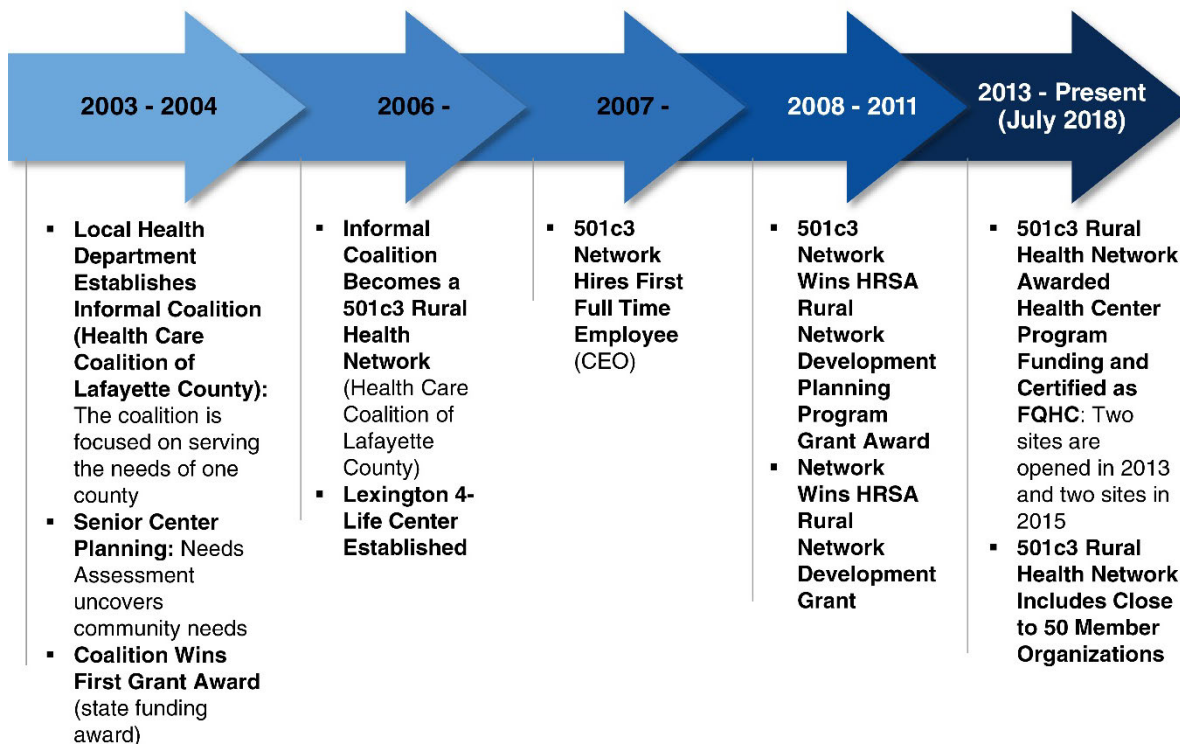 2003 - 2004
2006 -
2007 -
2008 - 2011
2013 - Present
(July 2018)
▪ Local Health
Department
Establishes
Informal Coalition
(Health Care
Coalition of
Lafayette County):
The coalition is
focused on serving
the needs of one
county
▪ Senior Center
Planning: Needs
Assessment
uncovers
community needs
▪ Coalition Wins
First Grant Award
(state funding
award)
▪ Informal
Coalition
Becomes a
501c3 Rural
Health
Network
(Health Care
Coalition of
Lafayette
County)
▪ Lexington 4-
Life Center
Established
▪ 501c3
Network
Hires First
Full Time
Employee
(CEO)
▪ 501c3
Network
Wins HRSA
Rural
Network
Development
Planning
Program
Grant Award
▪ Network
Wins HRSA
Rural
Network
Development
Grant
▪ 501c3 Rural
Health Network
Awarded
Health Center
Program
Funding and
Certified as
FQHC: Two
sites are
opened in 2013
and two sites in
2015
▪ 501c3 Rural
Health Network
Includes Close
to 50 Member
Organizations